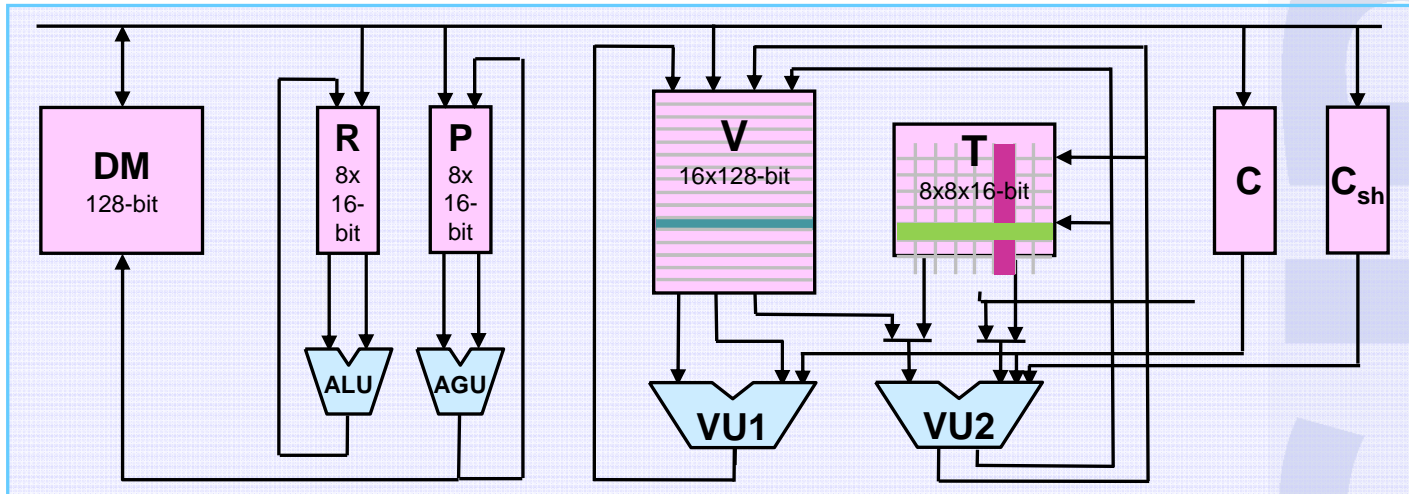 DM
128-bit
R
8x
16-
bit
P
8x
16-
bit
V
16x128-bit
T
8x8x16-bit
C
Csh
ALU
AGU
VU1
VU2